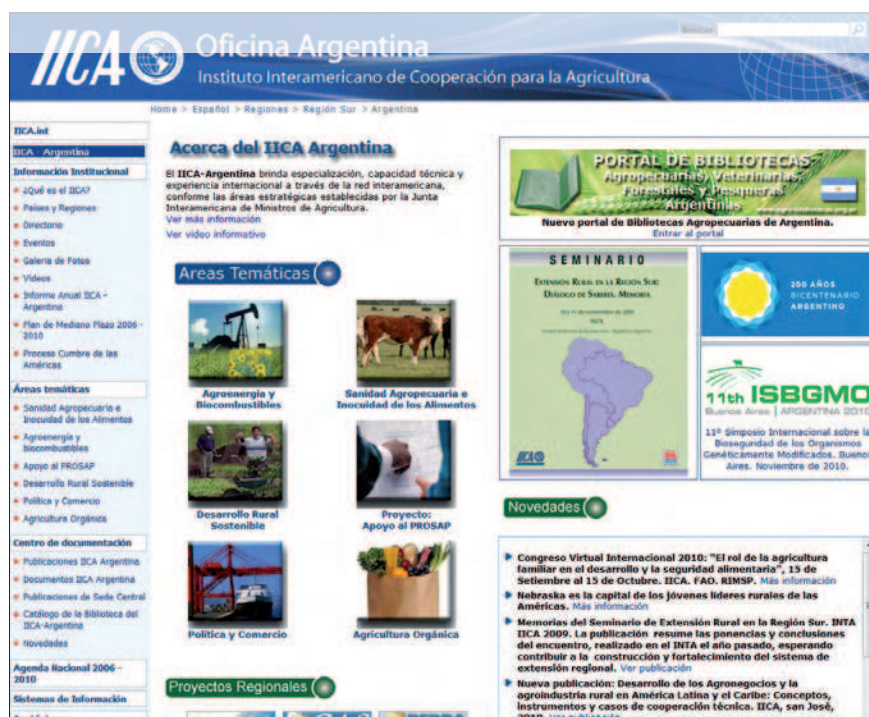 IICA
Oficina Argentina
Instituto Interamericano de Cooperación para la Agricultura
Buscar:
Home > Español > Regiones > Región Sur > Argentina
IICA.int
IICA - Argentina
Información Institucional
¿Qué es el IICA?
Países y Regiones
Directorio
Eventos
Galería de Fotos
Videos
Informe Anual IICA -
Argentina
Plan de Mediano Plazo 2006 -
2010
Proceso Cumbre de las
Américas
Áreas temáticas
Sanidad Agropecuaria e
Inocuidad de los Alimentos
Agroenergía y
biocombustibles
Apoyo al PROSAP
Desarrollo Rural Sostenible
Política y Comercio
Agricultura Orgánica
Centro de documentación
Publicaciones IICA Argentina
Documentos IICA Argentina
Publicaciones de Sede Central
Catálogo de la Biblioteca del
IICA-Argentina
Novedades
Agenda Nacional 2006 -
2010
Sistemas de Información
Acerca del IICA Argentina
El IICA-Argentina brinda especialización, capacidad técnica y
experiencia internacional a través de la red interamericana,
conforme las áreas estratégicas establecidas por la Junta
Interamericana de Ministros de Agricultura.
Ver más información
Ver video informativo
Areas Temáticas
Agroenergía y
Biocombustibles
Sanidad Agropecuaria e
Inocuidad de los Alimentos
Desarrollo Rural
Sostenible
Proyecto:
Apoyo al PROSAP
Política y Comercio
Agricultura Orgánica
Proyectos Regionales
PORTAL DE BIBLIOTECAS
Agropecuarias, Veterinarias,
Forestales y Pesqueras
Argentinas
Nuevo portal de Bibliotecas Agropecuarias de Argentina.
Entrar al portal
SEMINARIO
EXTENSIÓN RURAL EN LA REGIÓN SUR:
DIÁLOGO DE SABERES. MEMORIA
IICA
200 AÑOS
BICENTENARIO
ARGENTINO
11th ISBGMO
Buenos Aires | ARGENTINA 2010
11º Simposio Internacional sobre la
Bioseguridad de los Organismos
Genéticamente Modificados. Buenos
Aires. Noviembre de 2010.
Novedades
Congreso Virtual Internacional 2010: "El rol de la agricultura
familiar en el desarrollo y la seguridad alimentaria", 15 de
Setiembre al 15 de Octubre. IICA. FAO. RIMSP. Más información
Nebraska es la capital de los jóvenes líderes rurales de las
Américas. Más información
Memorias del Seminario de Extensión Rural en la Región Sur. INTA
IICA 2009. La publicación resume las ponencias y conclusiones
del encuentro, realizado en el INTA el año pasado, esperando
contribuir a la construcción y fortalecimiento del sistema de
extensión regional. Ver publicación
Nueva publicación: Desarrollo de los Agronegocios y la
agroindustria rural en América Latina y el Caribe: Conceptos,
instrumentos y casos de cooperación técnica. IICA, san José,
2010. Ver publicación